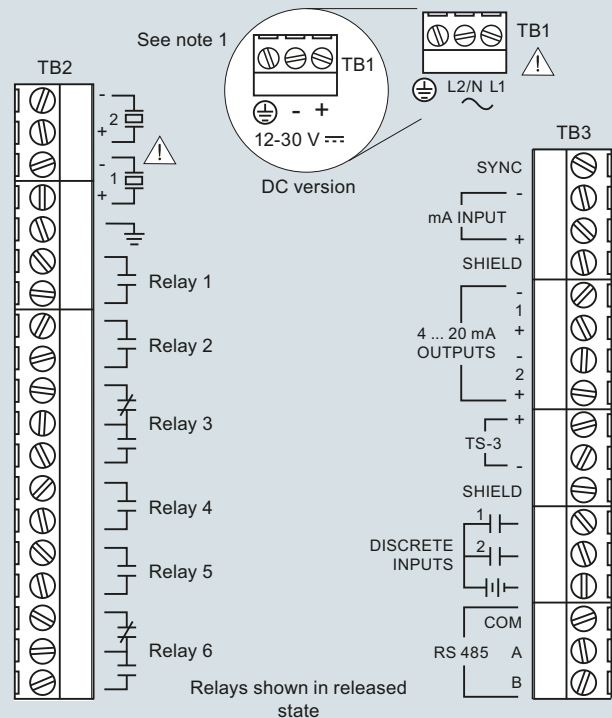 See note 1
TB1
- +
12-30 V
DC version
TB1
L2/N L1
TB2
-
2
+
-
1
+
Relay 1
Relay 2
Relay 3
Relay 4
Relay 5
Relay 6
Relays shown in released
state
TB3
SYNC
-
mA INPUT
+
SHIELD
-
1
+
4 ... 20 mA
OUTPUTS
-
2
+
+
TS-3
-
SHIELD
1
DISCRETE
INPUTS
2
COM
RS 485 A
B